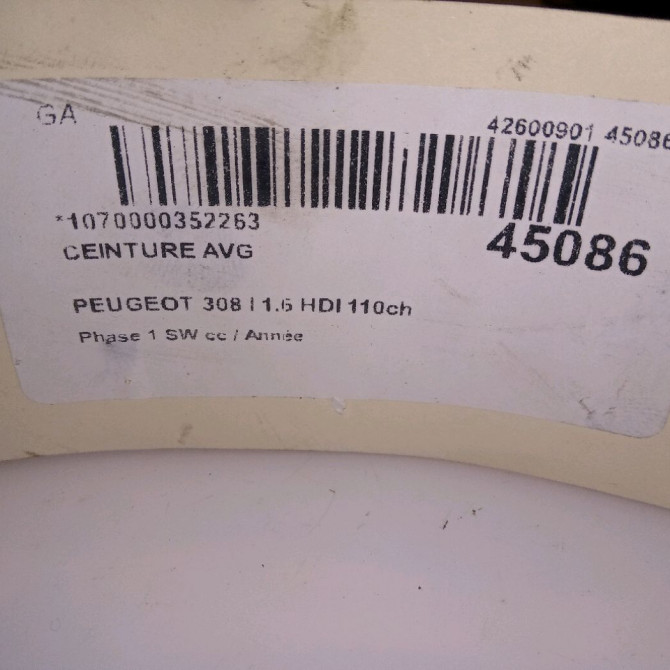 GA
42600901 45086
*1070000352263
45086
CEINTURE AVG
PEUGEOT 308 I 1.6 HDI 110ch
Phase 1 SW cc / Année